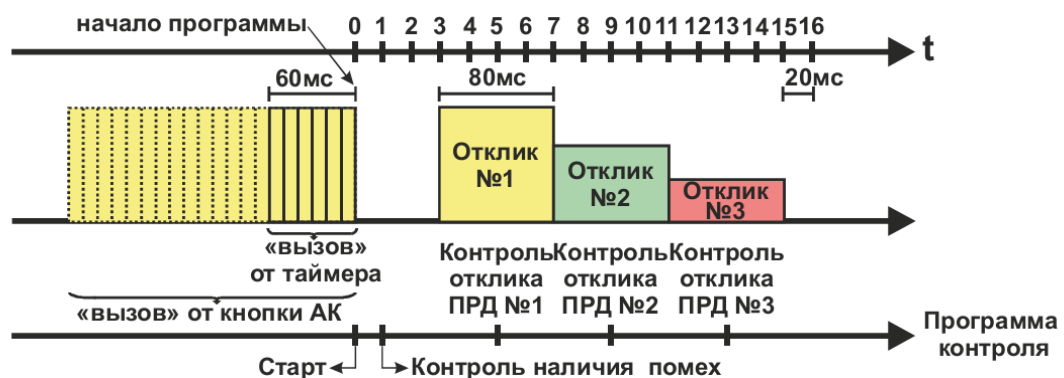 начало программы
0 1 2 3 4 5 6 7 8 9 10 11 12 13 14 15 16
t
60мс
80мс
20мс
Отклик
№1
Отклик
№2
Отклик
№3
«вызов»
от таймера
«вызов» от кнопки АК
Контроль
отклика
ПРД №1
Контроль
отклика
ПРД №2
Контроль
отклика
ПРД №3
Программа
контроля
Старт
Контроль наличия помех